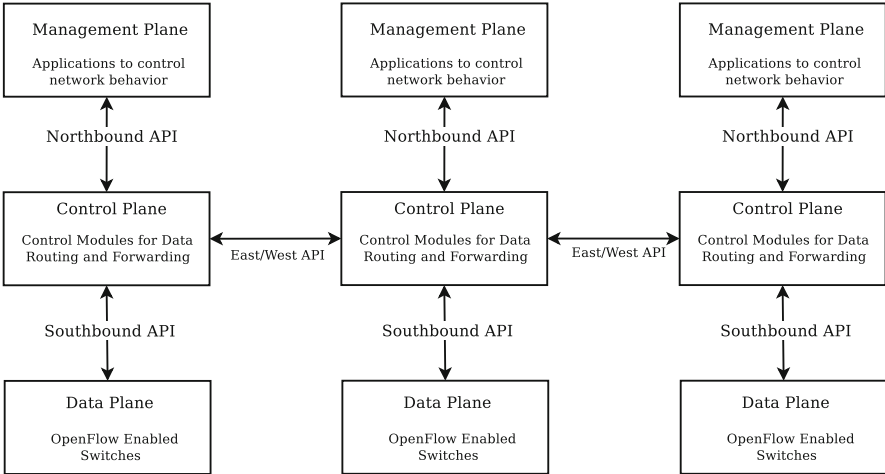 Management Plane
Applications to control
network behavior
Management Plane
Applications to control
network behavior
Management Plane
Applications to control
network behavior
Northbound API
Northbound API
Northbound API
Control Plane
Control Modules for Data
Routing and Forwarding
East/West API
Control Plane
Control Modules for Data
Routing and Forwarding
East/West API
Control Plane
Control Modules for Data
Routing and Forwarding
Southbound API
Southbound API
Southbound API
Data Plane
OpenFlow Enabled
Switches
Data Plane
OpenFlow Enabled
Switches
Data Plane
OpenFlow Enabled
Switches